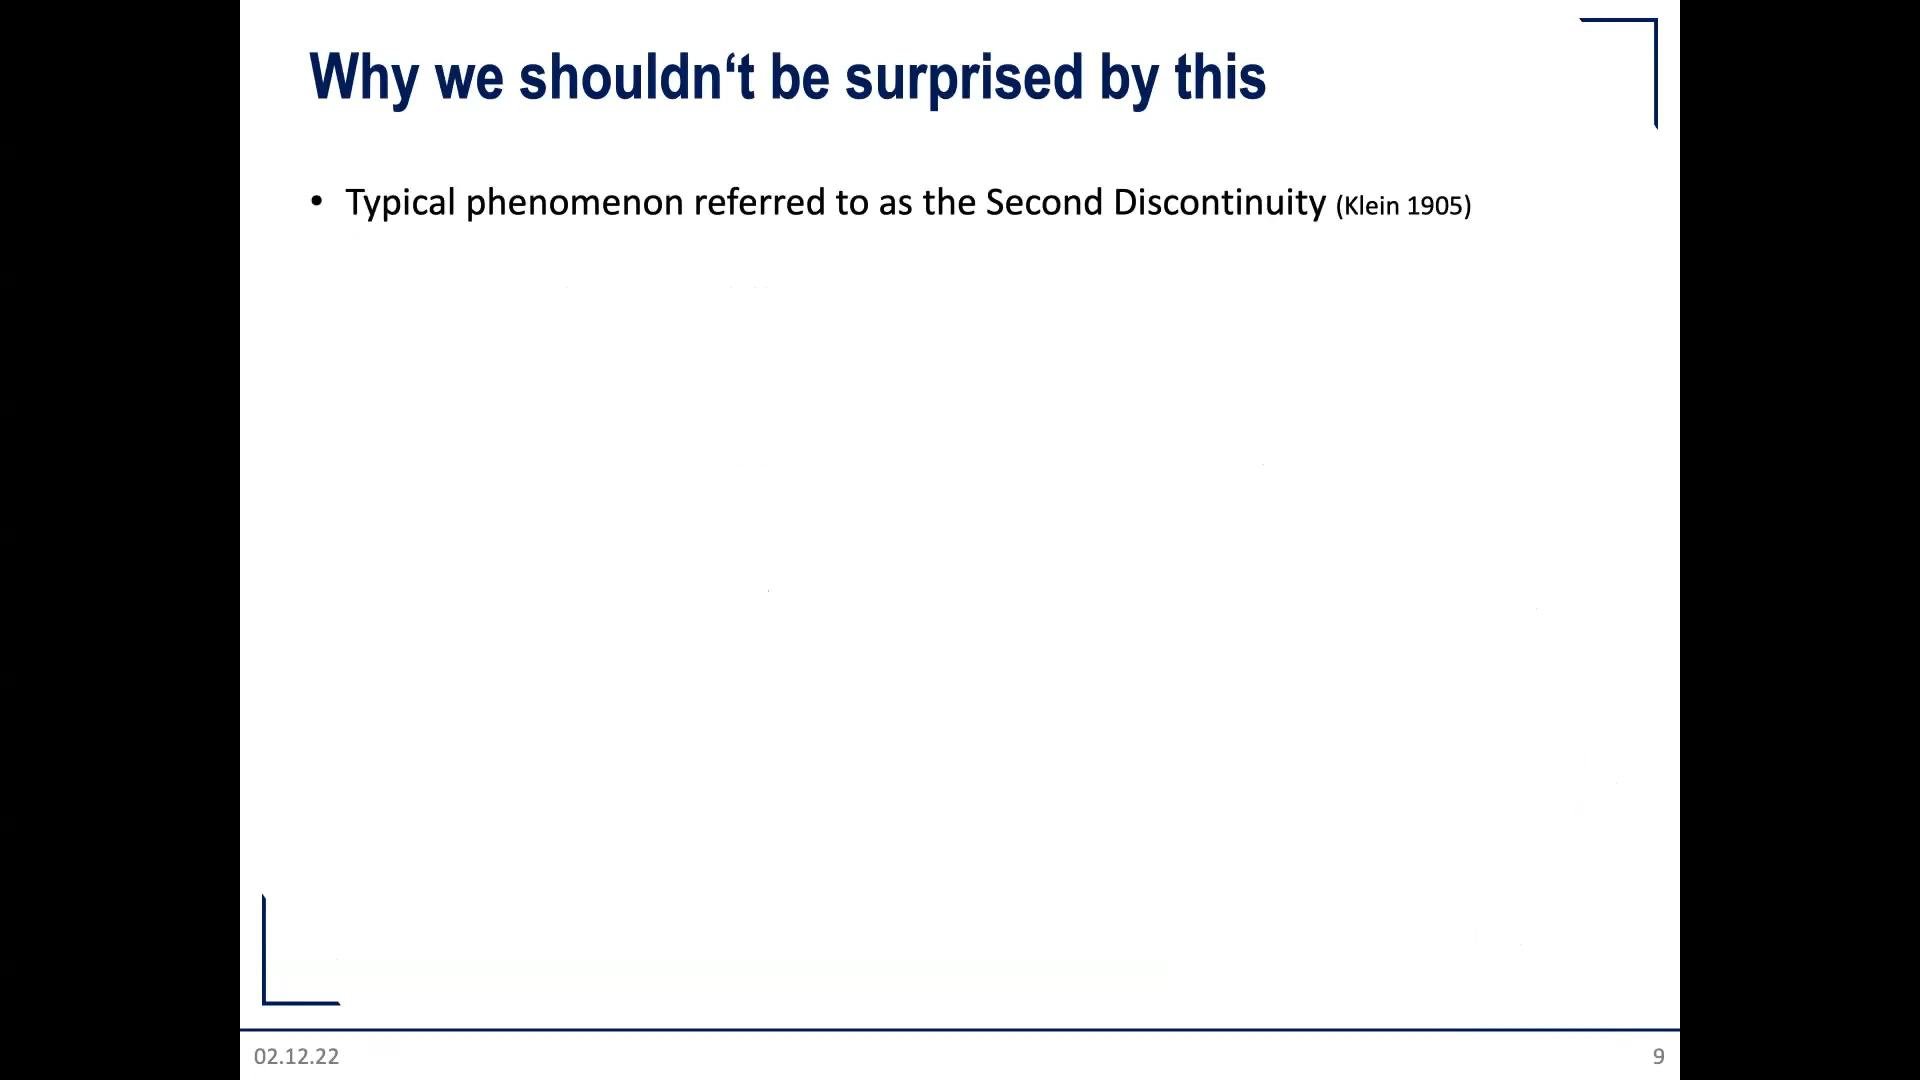 Why we shouldn‘t be surprised by this
• Typical phenomenon referred to as the Second Discontinuity (Klein 1905)
02.12.22
9